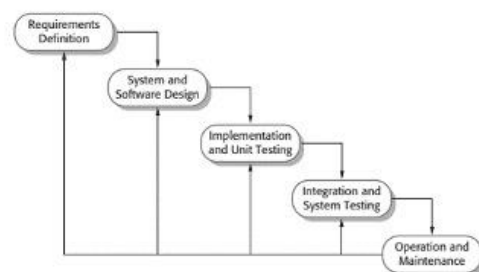 Requirements
Definition
System and
Software Design
Implementation
and Unit Testing
Integration and
System Testing
Operation and
Maintenance